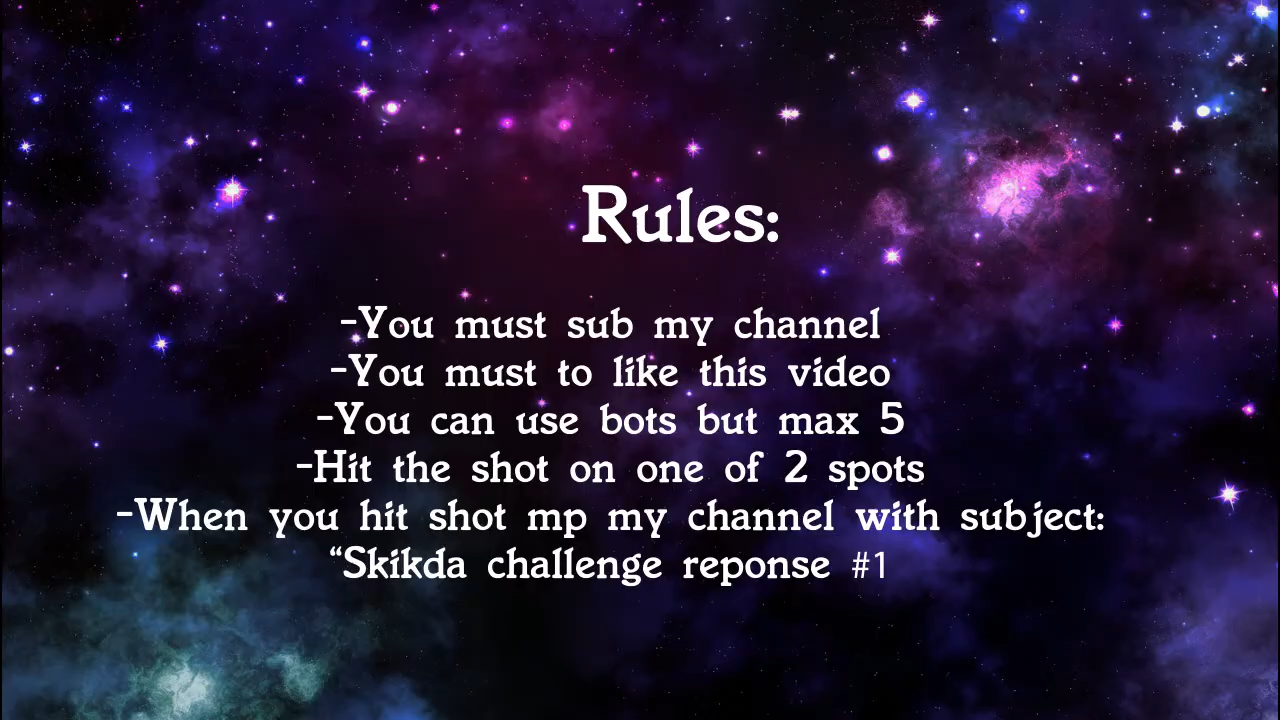 Rules:
-You must sub my channel
-You must to like this video
-You can use bots but max 5
-Hit the shot on one of 2 spots
-When you hit shot mp my channel with subject:
“Skikda challenge reponse #1